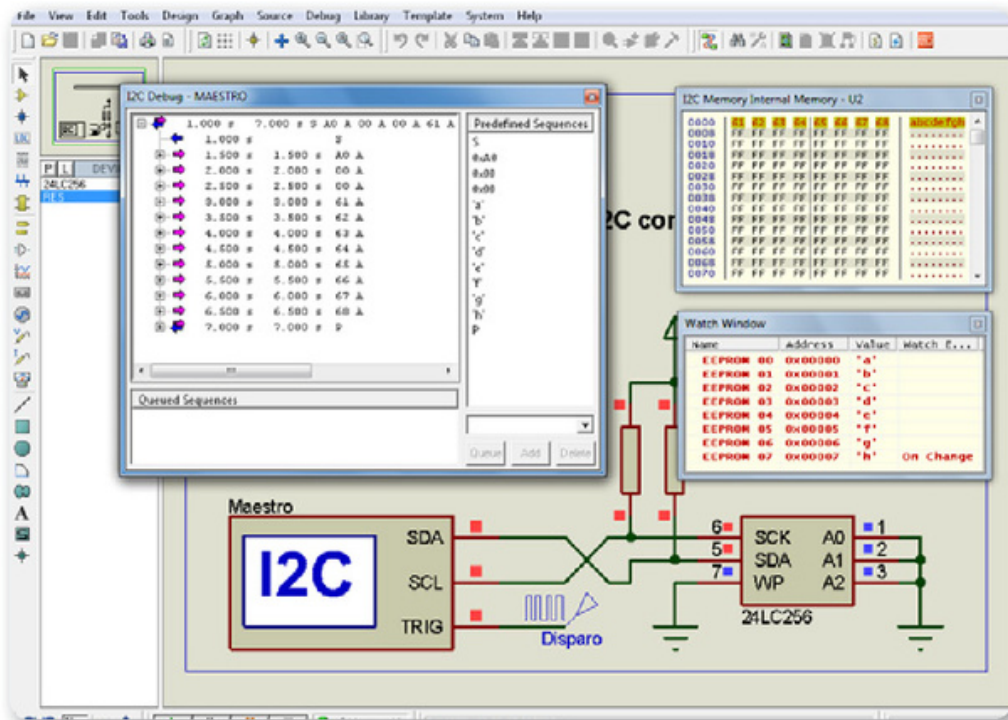 File View Edit Tools Design Graph Source Debug Library Template System Help
I2C Debug - MAESTRO
1.000 s 7.000 s S A0 A 00 A 00 A 61 A
1.000 s S
1.500 s 1.500 s A0 A
2.000 s 2.000 s 00 A
2.500 s 2.500 s 00 A
3.000 s 3.000 s 61 A
3.500 s 3.500 s 62 A
4.000 s 4.000 s 63 A
4.500 s 4.500 s 64 A
5.000 s 5.000 s 65 A
5.500 s 5.500 s 66 A
6.000 s 6.000 s 67 A
6.500 s 6.500 s 68 A
7.000 s 7.000 s P
Predefined Sequences
S
0xA0
0x00
0x00
'a'
'b'
'c'
'd'
'e'
'f'
'g'
'h'
P
Queued Sequences
Queue Add Delete
P L DEVI
24LC256
RES
I2C con
I2C Memory Internal Memory - U2
0000 61 62 63 64 65 66 67 68 abcdefgh
0008 FF FF FF FF FF FF FF FF ........
0010 FF FF FF FF FF FF FF FF ........
0018 FF FF FF FF FF FF FF FF ........
0020 FF FF FF FF FF FF FF FF ........
0028 FF FF FF FF FF FF FF FF ........
0030 FF FF FF FF FF FF FF FF ........
0038 FF FF FF FF FF FF FF FF ........
0040 FF FF FF FF FF FF FF FF ........
0048 FF FF FF FF FF FF FF FF ........
0050 FF FF FF FF FF FF FF FF ........
0058 FF FF FF FF FF FF FF FF ........
0060 FF FF FF FF FF FF FF FF ........
0068 FF FF FF FF FF FF FF FF ........
0070 FF FF FF FF FF FF FF FF ........
Watch Window
Name Address Value Watch E...
EEPROM 00 0x00000 'a'
EEPROM 01 0x00001 'b'
EEPROM 02 0x00002 'c'
EEPROM 03 0x00003 'd'
EEPROM 04 0x00004 'e'
EEPROM 05 0x00005 'f'
EEPROM 06 0x00006 'g'
EEPROM 07 0x00007 'h' On Change
Maestro
I2C
SDA
SCL
TRIG
Disparo
6 SCK A0 1
5 SDA A1 2
7 WP A2 3
24LC256
A